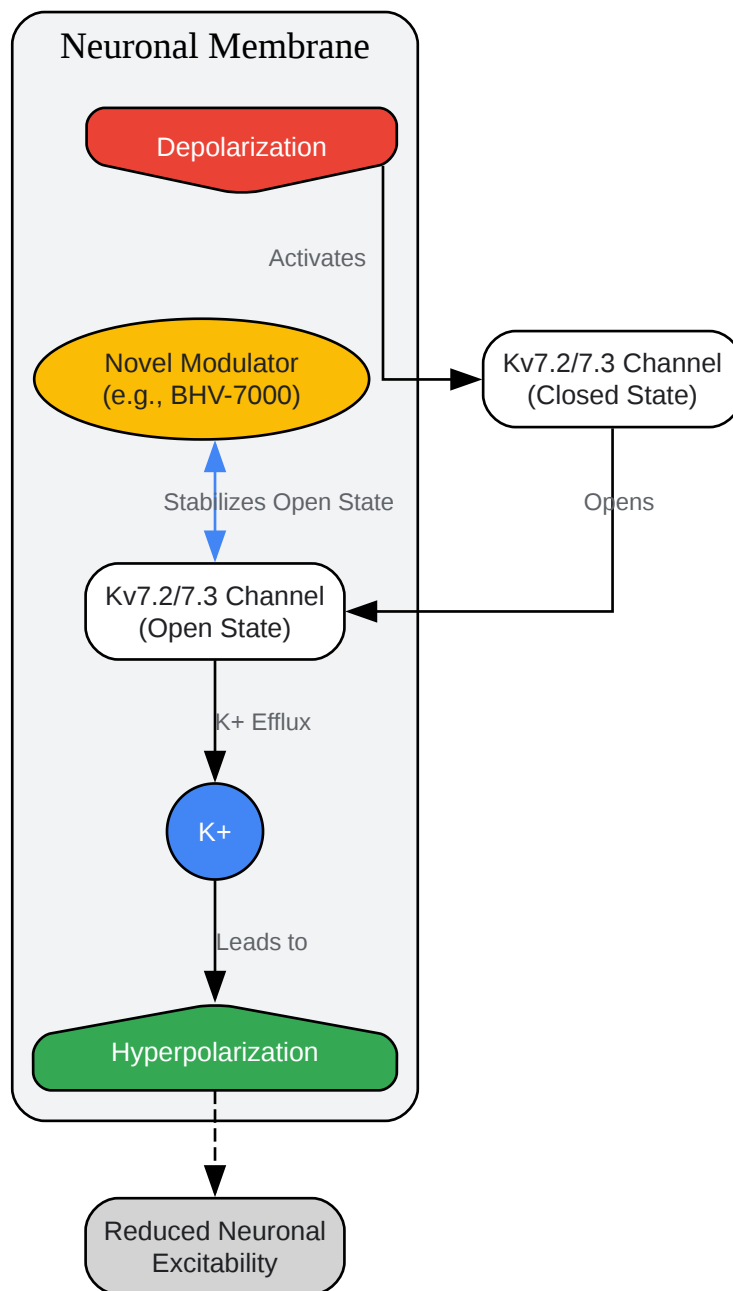 Neuronal Membrane
Depolarization
Activates
Novel Modulator
(e.g., BHV-7000)
Kv7.2/7.3 Channel
(Closed State)
Stabilizes Open State
Opens
Kv7.2/7.3 Channel
(Open State)
K+ Efflux
K+
Leads to
Hyperpolarization
Reduced Neuronal
Excitability